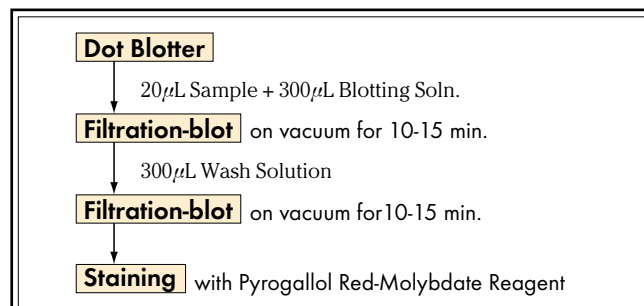 Dot Blotter
20μL Sample + 300μL Blotting Soln.
Filtration-blot on vacuum for 10-15 min.
300μL Wash Solution
Filtration-blot on vacuum for10-15 min.
Staining with Pyrogallol Red-Molybdate Reagent